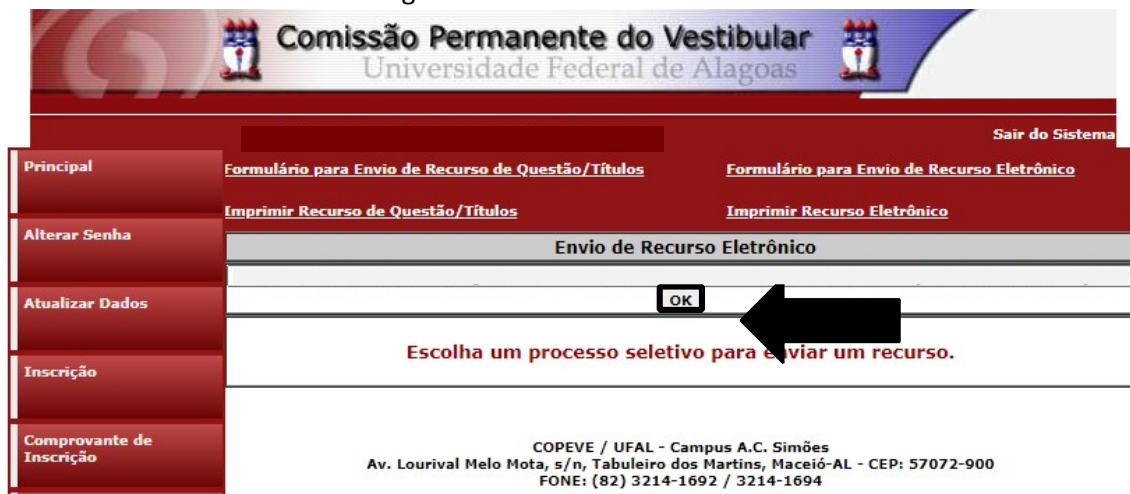 Comissão Permanente do Vestibular
Universidade Federal de Alagoas
Sair do Sistema
Principal
Formulário para Envio de Recurso de Questão/Títulos
Formulário para Envio de Recurso Eletrônico
Imprimir Recurso de Questão/Títulos
Imprimir Recurso Eletrônico
Alterar Senha
Envio de Recurso Eletrônico
Atualizar Dados
OK
Escolha um processo seletivo para enviar um recurso.
Inscrição
Comprovante de
Inscrição
COPEVE / UFAL - Campus A.C. Simões
Av. Lourival Melo Mota, s/n, Tabuleiro dos Martins, Maceió-AL - CEP: 57072-900
FONE: (82) 3214-1692 / 3214-1694